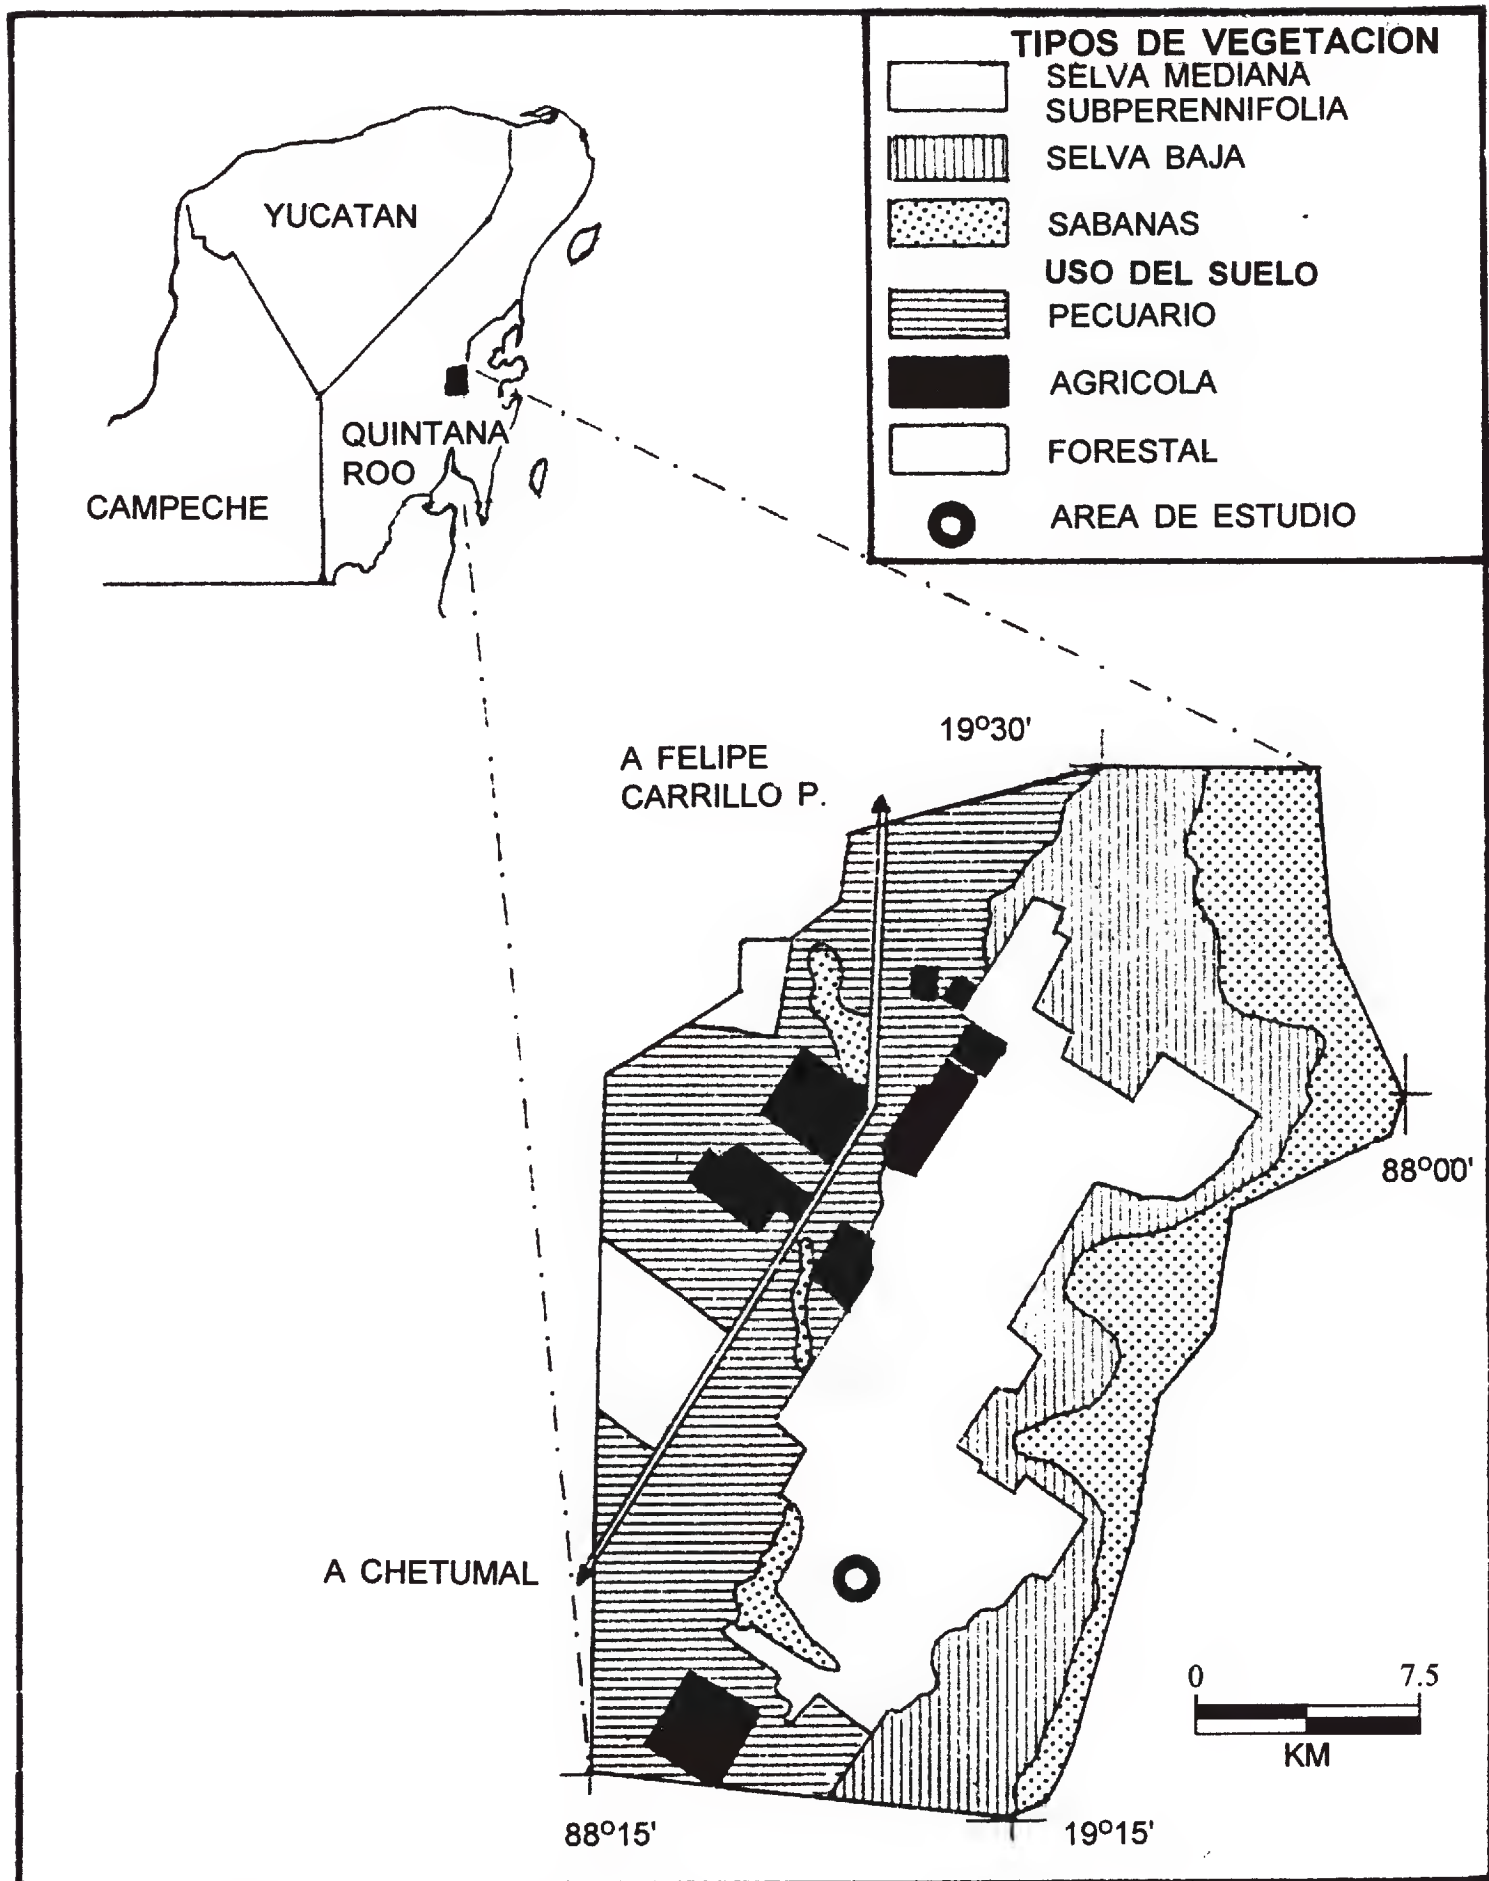 TIPOS DE VEGETACION
SELVA MEDIANA
SUBPERENNIFOLIA
SELVA BAJA
SABANAS
USO DEL SUELO
PECUARIO
AGRICOLA
FORESTAL
AREA DE ESTUDIO
YUCATAN
QUINTANA
ROO
CAMPECHE
19º30'
A FELIPE
CARRILLO P.
88º00'
A CHETUMAL
0 7.5
KM
88º15'
19º15'